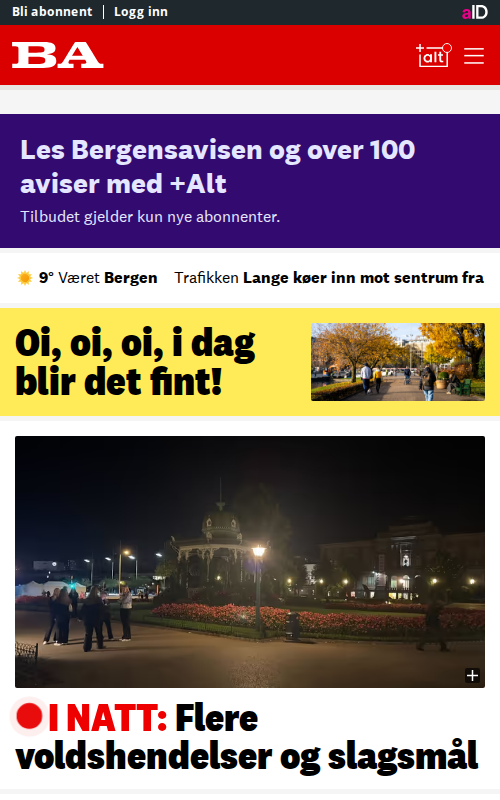 Bli abonnent | Logg inn
aID
BA
+alt
Les Bergensavisen og over 100
aviser med +Alt
Tilbudet gjelder kun nye abonnenter.
9° Været Bergen Trafikken Lange køer inn mot sentrum fra
Oi, oi, oi, i dag
blir det fint!
I NATT: Flere
voldshendelser og slagsmål